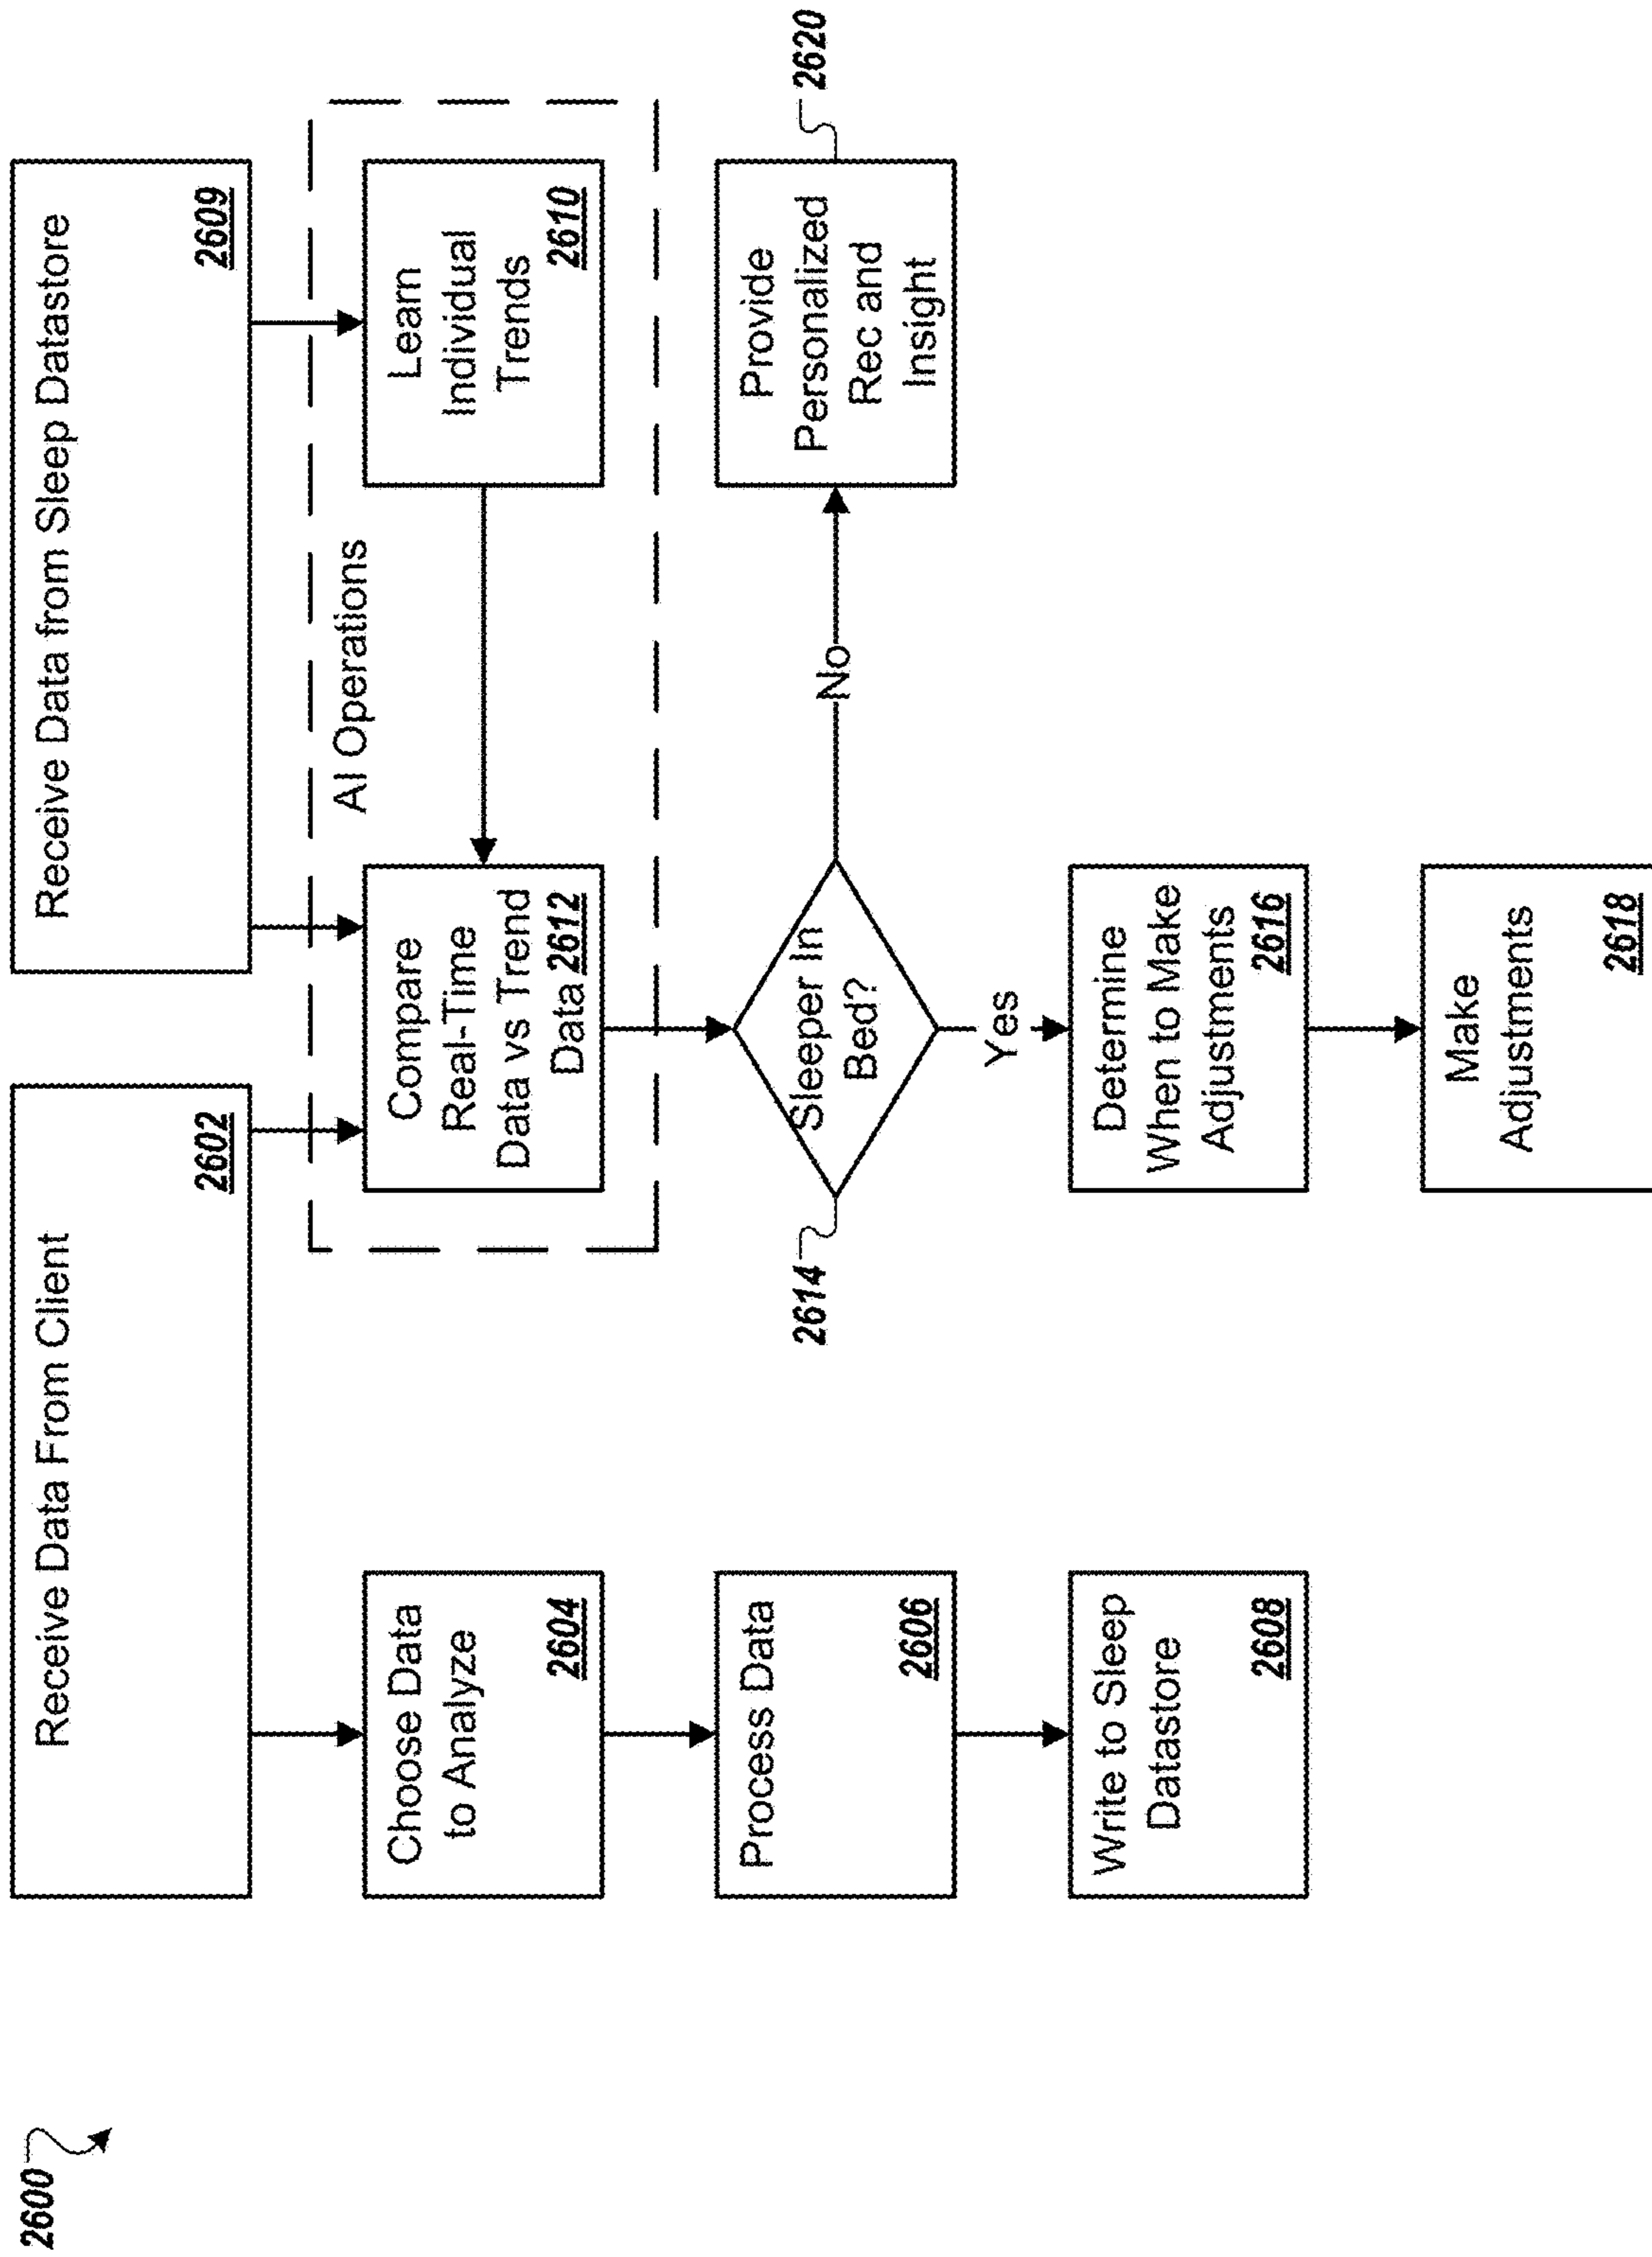 2600
Receive Data From Client
2602
Receive Data from Sleep Datastore
2609
AI Operations
Choose Data
to Analyze
2604
Compare
Real-Time
Data vs Trend
Data 2612
Learn
Individual
Trends
2610
Process Data
2606
2614
Sleeper In
Bed?
No
Provide
Personalized
Rec and
Insight
2620
Yes
Write to Sleep
Datastore
2608
Determine
When to Make
Adjustments
2616
Make
Adjustments
2618